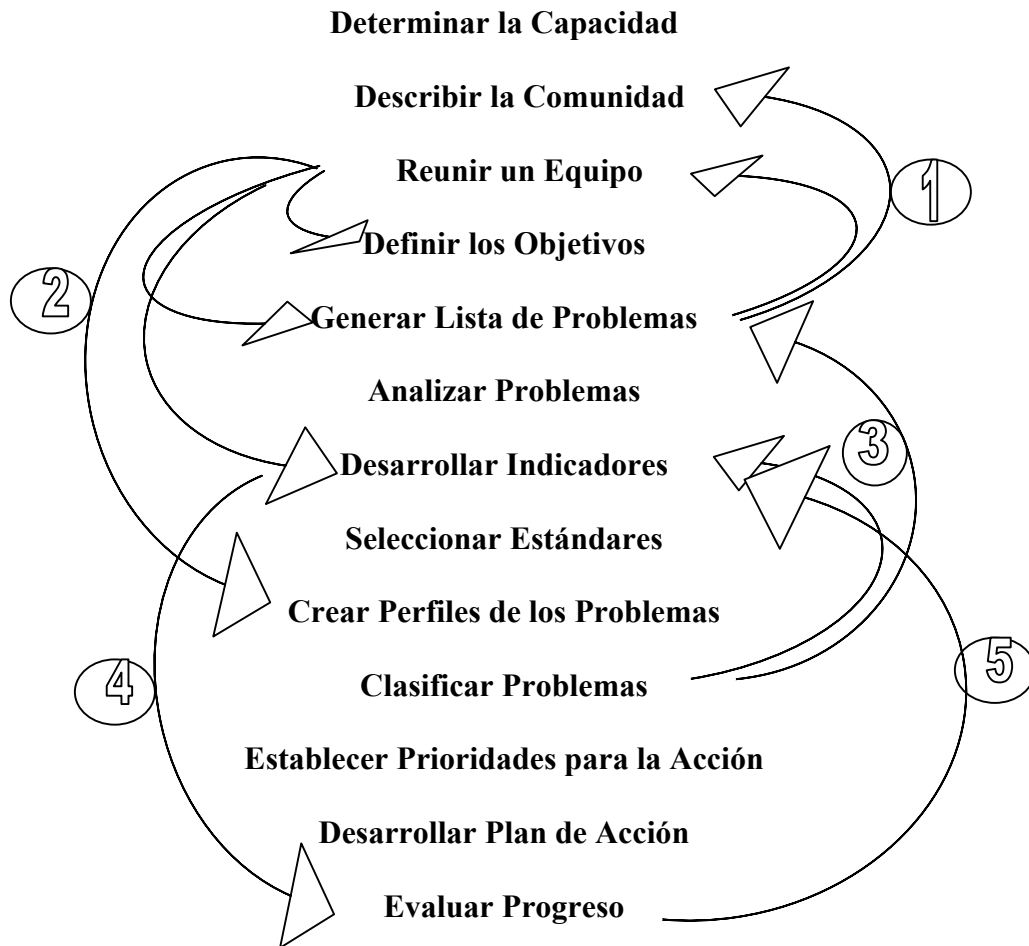 Determinar la Capacidad
Describir la Comunidad
Reunir un Equipo
1
Definir los Objetivos
2
Generar Lista de Problemas
Analizar Problemas
3
Desarrollar Indicadores
Seleccionar Estándares
Crear Perfiles de los Problemas
5
4
Clasificar Problemas
Establecer Prioridades para la Acción
Desarrollar Plan de Acción
Evaluar Progreso